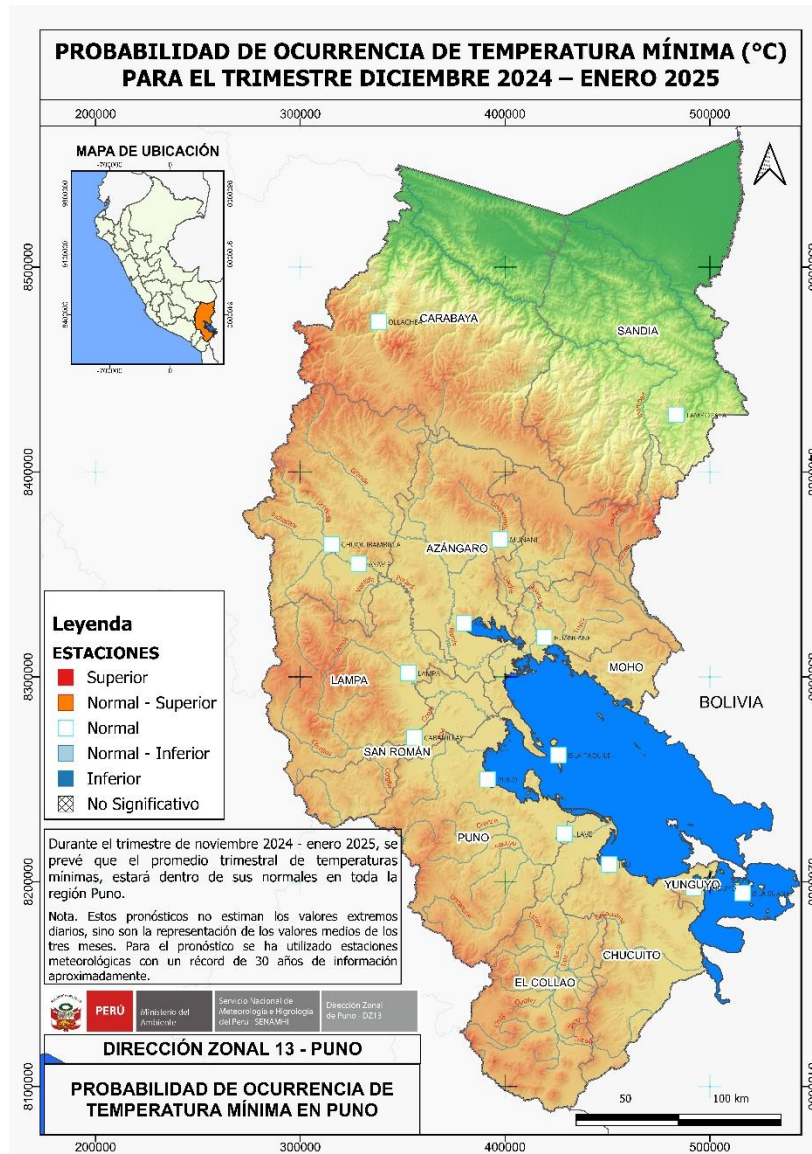 PROBABILIDAD DE OCURRENCIA DE TEMPERATURA MÍNIMA (°C)
PARA EL TRIMESTRE DICIEMBRE 2024 – ENERO 2025
200000 300000 400000 500000
MAPA DE UBICACIÓN
8500000
OLLACHEA
CARABAYA
SANDIA
8400000
CHUQUIBAMBILLA
AZÁNGARO
MUÑANI
LAMPA
LAMPA
MOHO
8300000
BOLIVIA
SAN ROMÁN
CABANILLAS
ISLA TAQUILE
PUNO
PUNO
ILAVE
8200000
YUNGUYO
CHUCUITO
EL COLLAO
8100000
Leyenda
ESTACIONES
Superior
Normal - Superior
Normal
Normal - Inferior
Inferior
No Significativo
Durante el trimestre de noviembre 2024 - enero 2025, se
prevé que el promedio trimestral de temperaturas
mínimas, estará dentro de sus normales en toda la
región Puno.
Nota. Estos pronósticos no estiman los valores extremos
diarios, sino son la representación de los valores medios de los
tres meses. Para el pronóstico se ha utilizado estaciones
meteorológicas con un récord de 30 años de información
aproximadamente.
PERÚ
Ministerio del
Ambiente
Servicio Nacional de
Meteorología e Higrología
del Perú SENAMHI
Dirección Zonal
de Puno - DZ13
DIRECCIÓN ZONAL 13 - PUNO
PROBABILIDAD DE OCURRENCIA DE
TEMPERATURA MÍNIMA EN PUNO
50 100 km
200000 300000 400000 500000